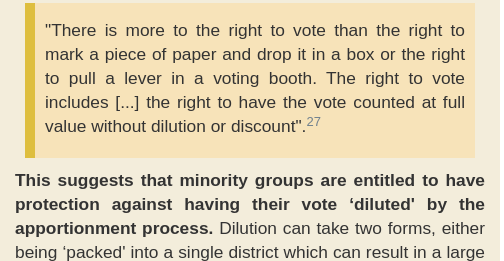 "There is more to the right to vote than the right to
mark a piece of paper and drop it in a box or the right
to pull a lever in a voting booth. The right to vote
includes [...] the right to have the vote counted at full
value without dilution or discount".27
This suggests that minority groups are entitled to have
protection against having their vote ‘diluted' by the
apportionment process. Dilution can take two forms, either
being ‘packed' into a single district which can result in a large